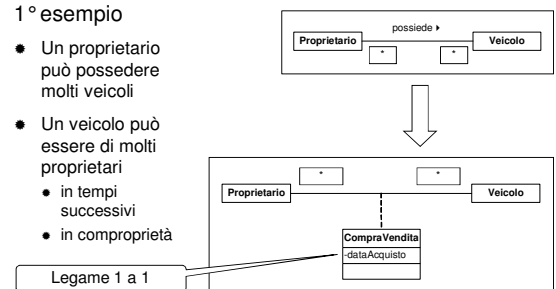 1° esempio
Un proprietario
può possedere
molti veicoli
Un veicolo può
essere di molti
proprietari
in tempi
successivi
in comproprietà
Legame 1 a 1
possiede
Proprietario
Veicolo
*
*
*
*
Proprietario
Veicolo
CompraVendita
-dataAcquisto